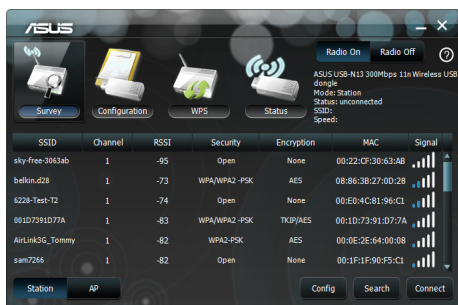 ASUS
Radio On Radio Off
ASUS USB-N13 300Mbps 11n Wireless USB
dongle
Mode: Station
Status: unconnected
SSID:
Speed:
Survey Configuration WPS Status
SSID Channel RSSI Security Encryption MAC Signal
sky-free-3063ab 1 -95 Open None 00:22:CF:30:63:AB
belkin.d28 1 -73 WPA/WPA2 -PSK AES 08:86:3B:27:0D:28
6228-Test-T2 1 -74 Open None 00:E0:4C:81:96:C1
001D7391D77A 1 -83 WPA/WPA2 -PSK TKIP/AES 00:1D:73:91:D7:7A
AirLink3G_Tommy 1 -82 WPA2-PSK AES 00:0E:2E:64:00:08
sam7266 1 -82 Open None 00:1F:1F:90:F5:C1
Station AP Config Search Connect